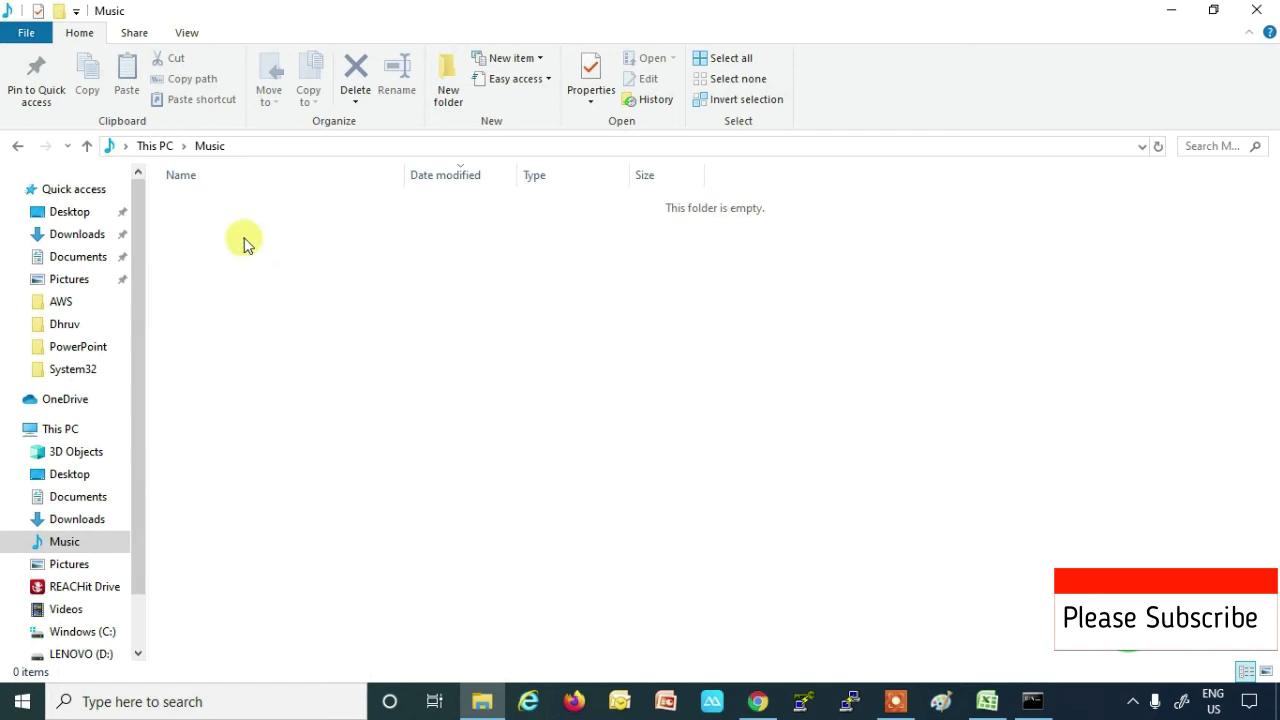 Music
File Home Share View
Pin to Quick access
Copy
Paste
Cut
Copy path
Paste shortcut
Clipboard
Move to
Copy to
Delete
Rename
Organize
New folder
New item
Easy access
New
Properties
Open
Edit
History
Open
Select all
Select none
Invert selection
Select
This PC Music
Search M...
Name Date modified Type Size
This folder is empty.
Quick access
Desktop
Downloads
Documents
Pictures
AWS
Dhruv
PowerPoint
System32
OneDrive
This PC
3D Objects
Desktop
Documents
Downloads
Music
Pictures
REACHit Drive
Videos
Windows (C:)
LENOVO (D:)
Please Subscribe
0 items
Type here to search
ENG
US